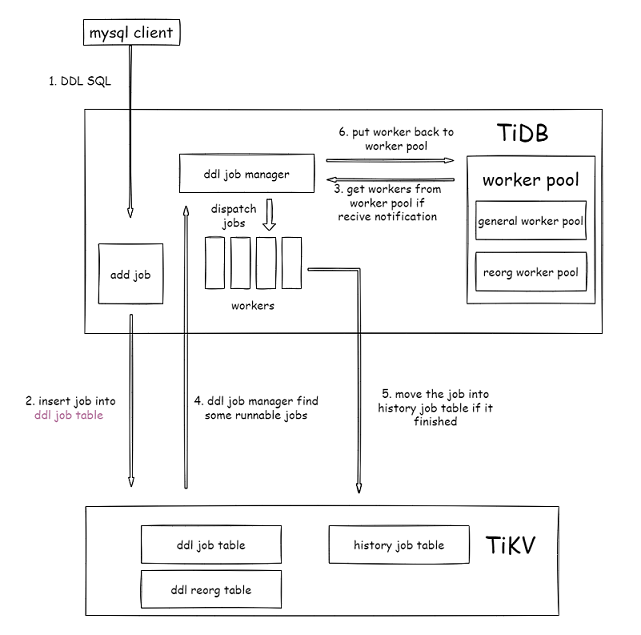 mysql client
1. DDL SQL
TiDB
6. put worker back to
worker pool
ddl job manager
worker pool
3. get workers from
worker pool if
recive notification
dispatch
jobs
general worker pool
add job
reorg worker pool
workers
2. insert job into
ddl job table
4. ddl job manager find
some runnable jobs
5. move the job into
history job table if it
finished
ddl job table
history job table
TiKV
ddl reorg table